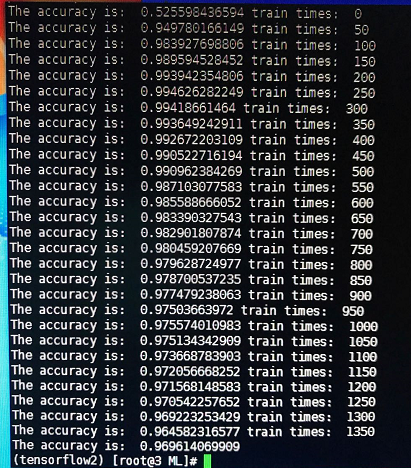 The accuracy is: 0.525598436594 train times: 0
The accuracy is: 0.949780166149 train times: 50
The accuracy is: 0.983927698806 train times: 100
The accuracy is: 0.989594528452 train times: 150
The accuracy is: 0.993942354806 train times: 200
The accuracy is: 0.994626282249 train times: 250
The accuracy is: 0.99418661464 train times: 300
The accuracy is: 0.993649242911 train times: 350
The accuracy is: 0.992672203109 train times: 400
The accuracy is: 0.990522716194 train times: 450
The accuracy is: 0.990962384269 train times: 500
The accuracy is: 0.987103077583 train times: 550
The accuracy is: 0.985588666052 train times: 600
The accuracy is: 0.983390327543 train times: 650
The accuracy is: 0.982901807874 train times: 700
The accuracy is: 0.980459207669 train times: 750
The accuracy is: 0.979628724977 train times: 800
The accuracy is: 0.978700537235 train times: 850
The accuracy is: 0.977479238063 train times: 900
The accuracy is: 0.97503663972 train times: 950
The accuracy is: 0.975574010983 train times: 1000
The accuracy is: 0.975134342909 train times: 1050
The accuracy is: 0.973668783903 train times: 1100
The accuracy is: 0.972056668252 train times: 1150
The accuracy is: 0.971568148583 train times: 1200
The accuracy is: 0.970542257652 train times: 1250
The accuracy is: 0.969223253429 train times: 1300
The accuracy is: 0.964582316577 train times: 1350
The accuracy is: 0.969614069909
(tensorflow2) [root@3 ML]#